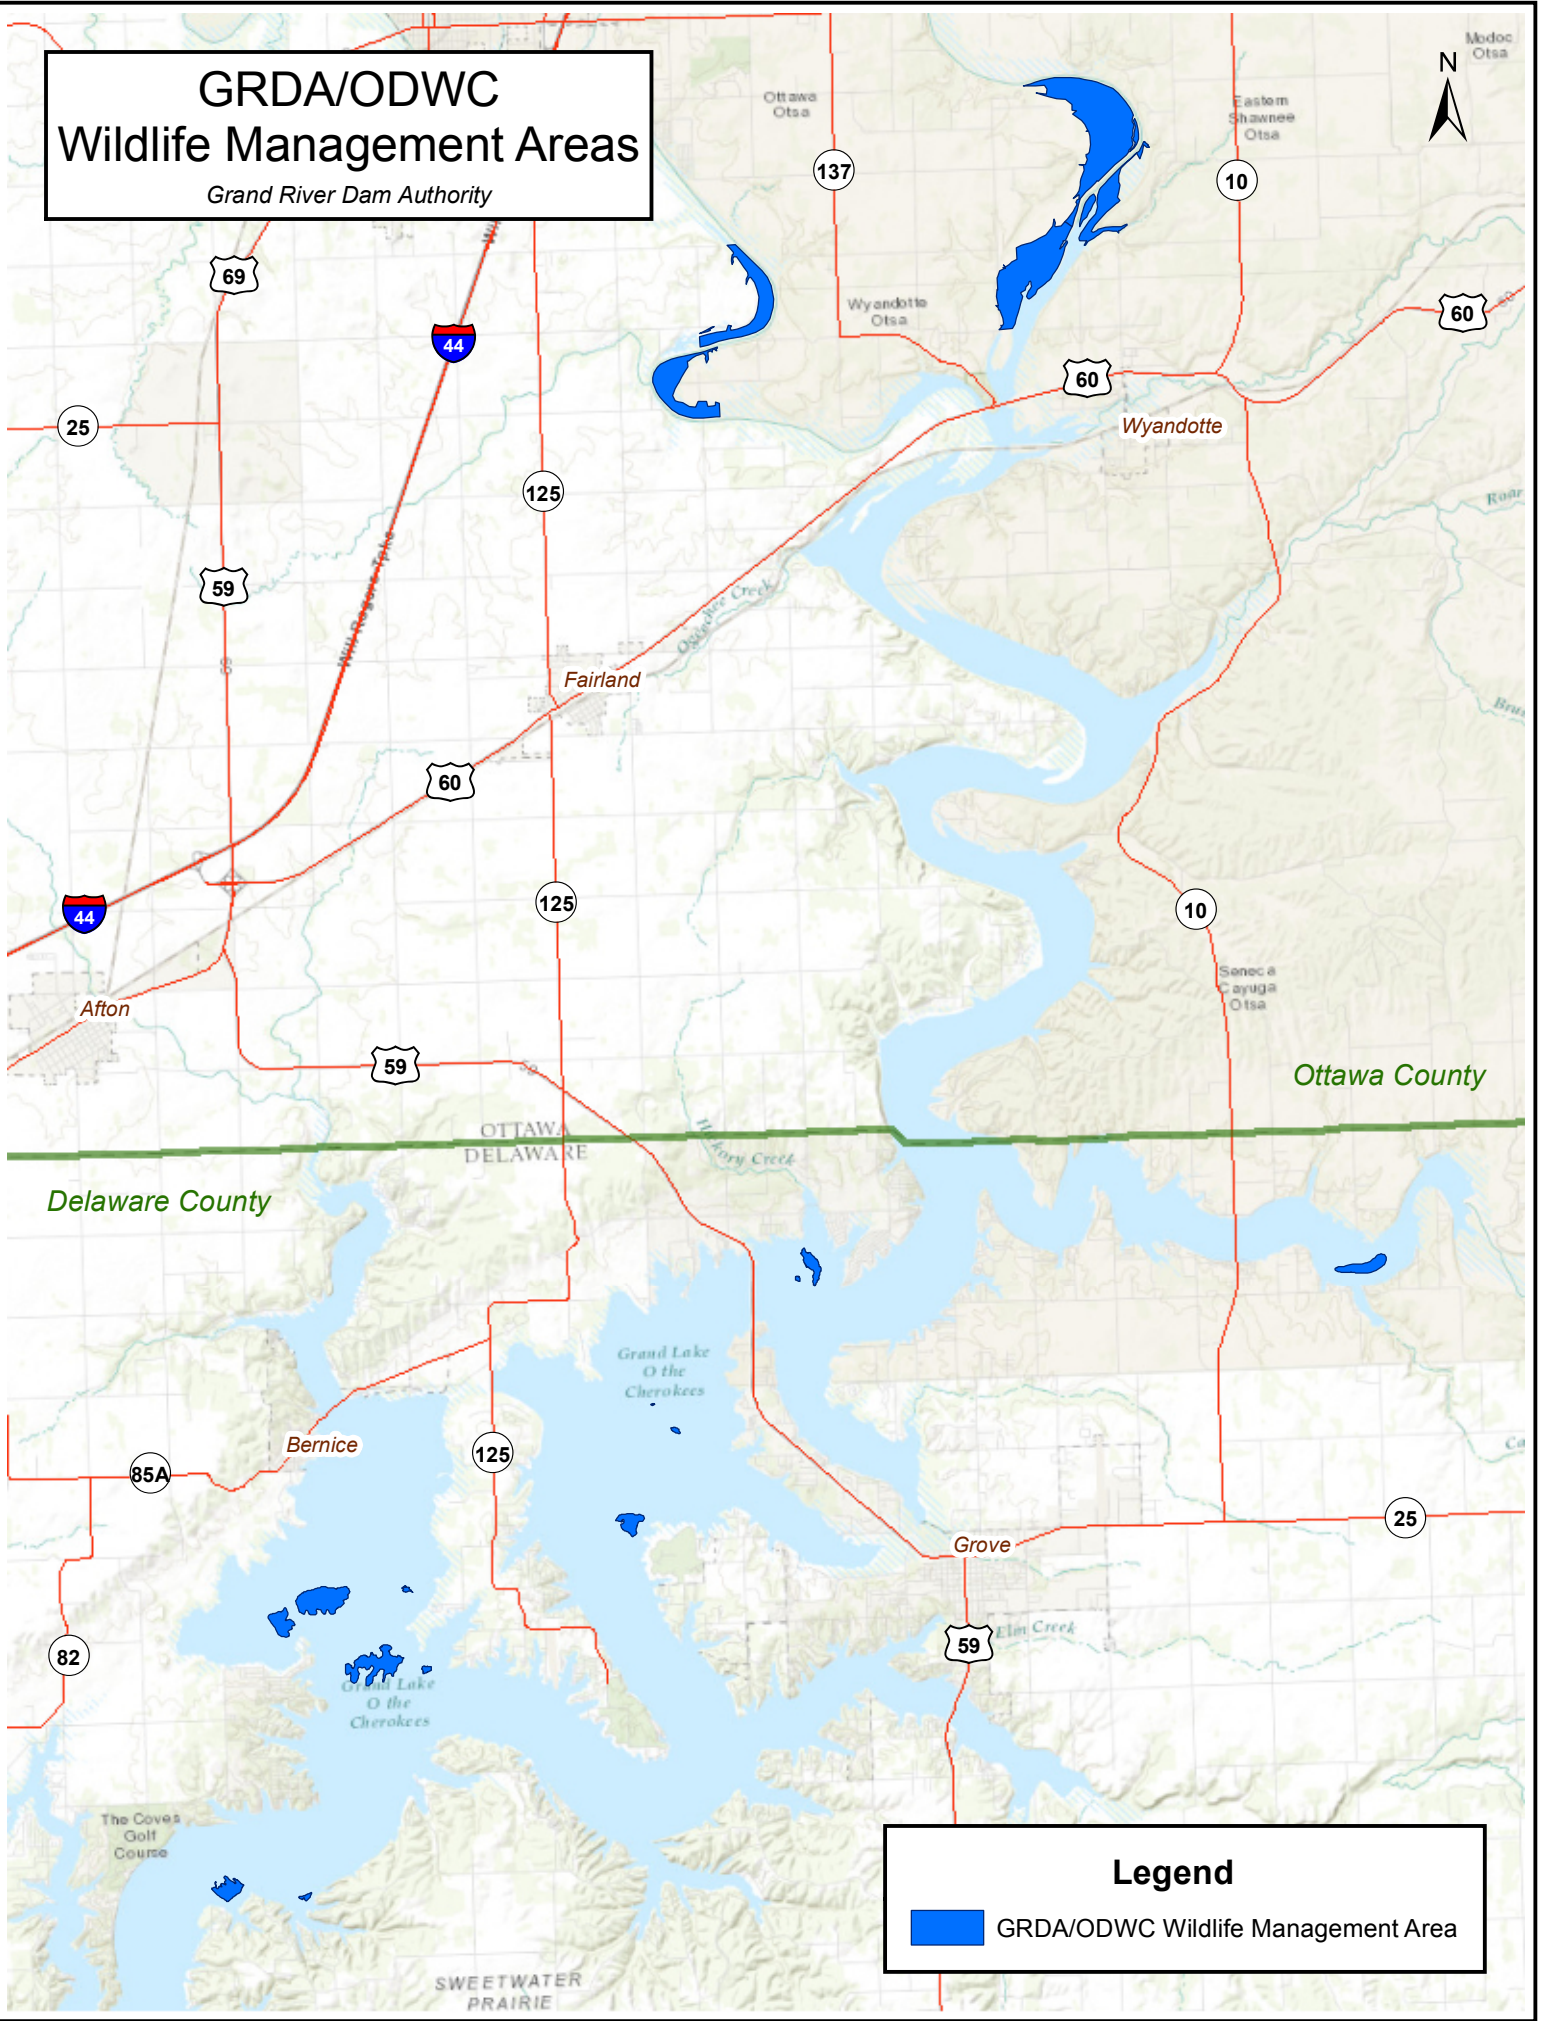 GRDA/ODWC
Wildlife Management Areas
Grand River Dam Authority
N
Modoc
Otsa
Ottawa
Otsa
Eastern
Shawnee
Otsa
137
10
69
44
Wyandotte
Otsa
60
60
60
25
Wyandotte
125
Roar
59
Will Rogers Tpke
Ogeechee Creek
59
Fairland
60
125
10
44
Seneca
Cayuga
Otsa
Afton
59
59
Ottawa County
OTTAWA
DELAWARE
Hickory Creek
Delaware County
Grand Lake
O the
Cherokees
Bernice
125
85A
25
Grove
Elm Creek
59
82
Grand Lake
O the
Cherokees
The Coves
Golf
Course
Legend
GRDA/ODWC Wildlife Management Area
SWEETWATER
PRAIRIE